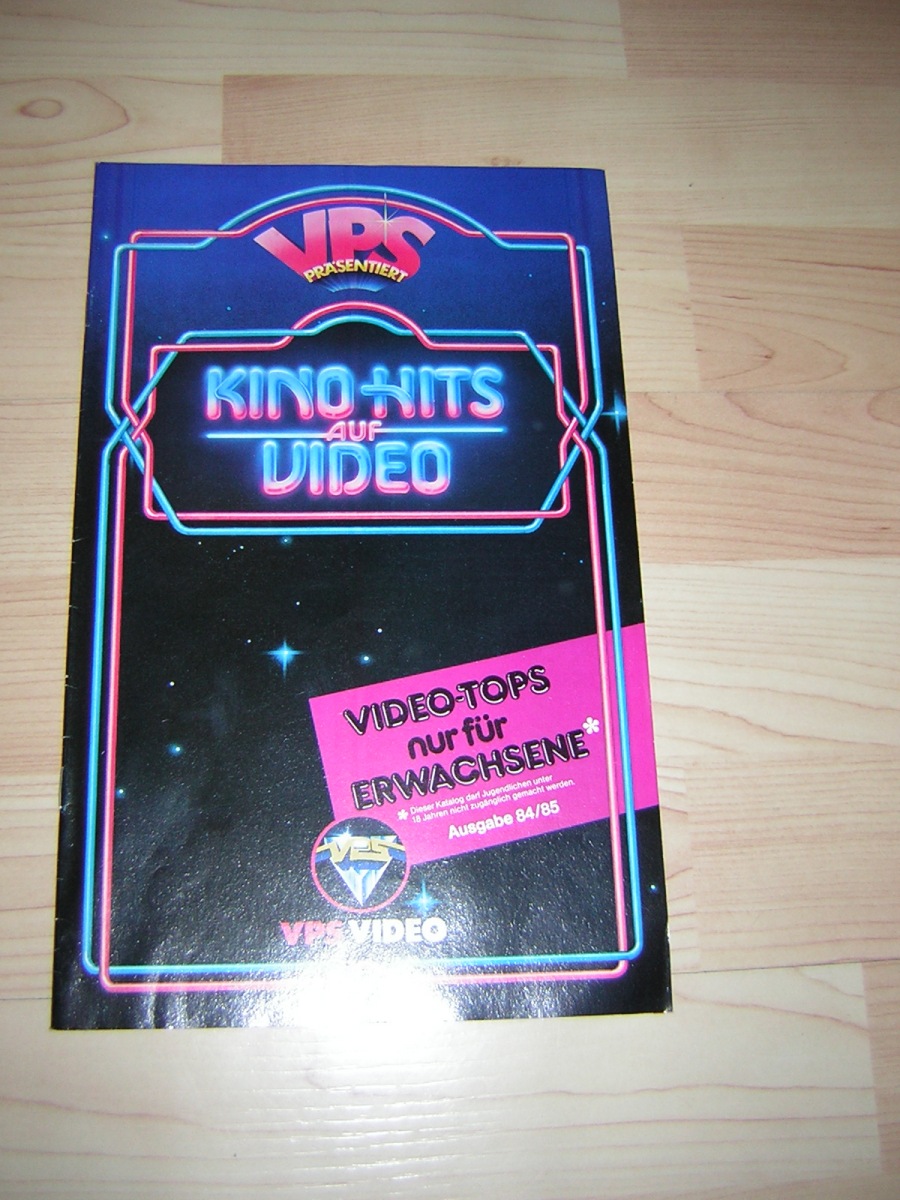 VPS
PRÄSENTIERT
KINO-HITS
AUF
VIDEO
VIDEO-TOPS
nur für
ERWACHSENE*
* Dieser Katalog darf Jugendlichen unter
18 Jahren nicht zugänglich gemacht werden.
Ausgabe 84/85
VPS
VPS VIDEO